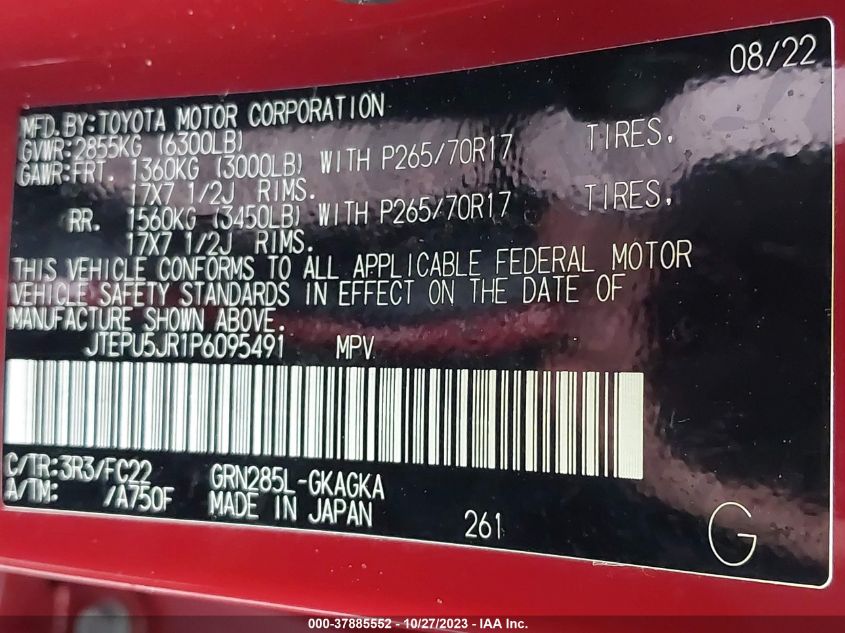 08/22
MFD.BY:TOYOTA MOTOR CORPORATION
GVWR:2855KG (6300LB)
GAWR:FRT. 1360KG (3000LB) WITH P265/70R17 TIRES,
17X7 1/2J RIMS.
RR. 1560KG (3450LB) WITH P265/70R17 TIRES,
17X7 1/2J RIMS.
THIS VEHICLE CONFORMS TO ALL APPLICABLE FEDERAL MOTOR
VEHICLE SAFETY STANDARDS IN EFFECT ON THE DATE OF
MANUFACTURE SHOWN ABOVE.
JTEPU5JR1P6095491 MPV
C/TR:3R3/FC22 GRN285L-GKAGKA
A/TM: /A750F MADE IN JAPAN
261 G
000-37885552 - 10/27/2023 - IAA Inc.